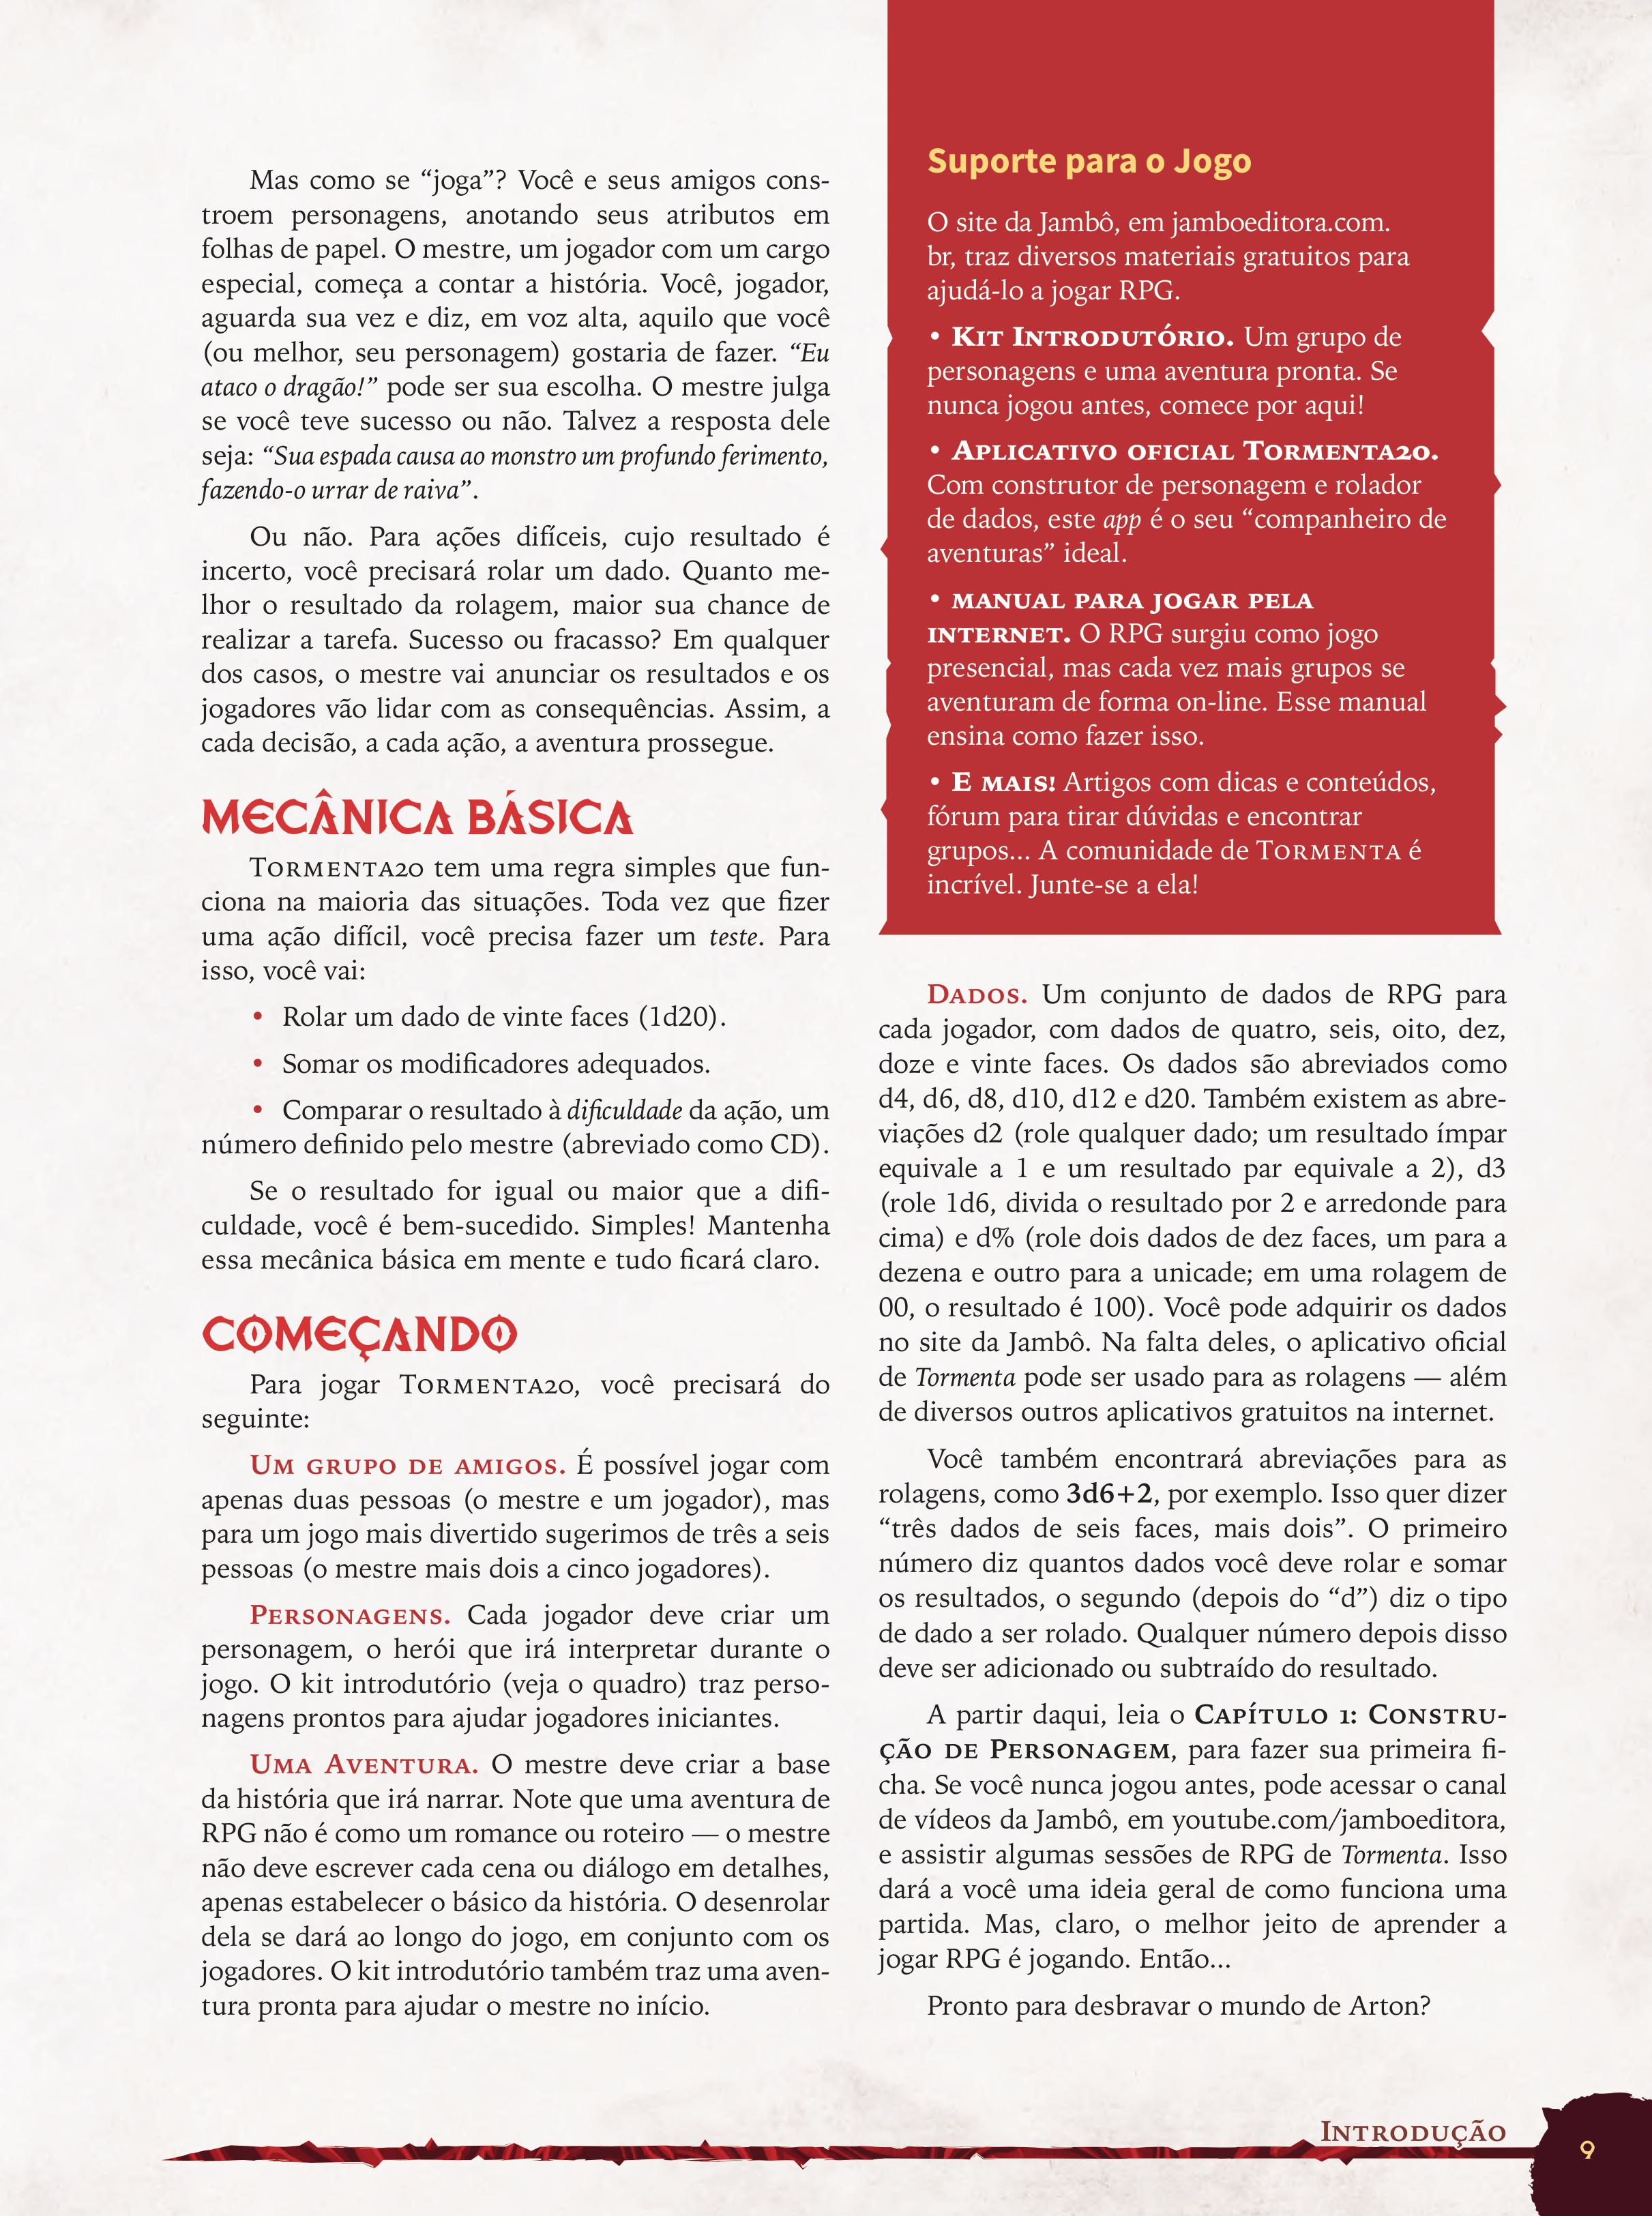 Mas como se “joga”? Você e seus amigos cons-
troem personagens, anotando seus atributos em
folhas de papel. O mestre, um jogador com um cargo
especial, começa a contar a história. Você, jogador,
aguarda sua vez e diz, em voz alta, aquilo que você
(ou melhor, seu personagem) gostaria de fazer. “Eu
ataco o dragão!” pode ser sua escolha. O mestre julga
se você teve sucesso ou não. Talvez a resposta dele
seja: “Sua espada causa ao monstro um profundo ferimento,
fazendo-o urrar de raiva”.
Ou não. Para ações difíceis, cujo resultado é
incerto, você precisará rolar um dado. Quanto me-
lhor o resultado da rolagem, maior sua chance de
realizar a tarefa. Sucesso ou fracasso? Em qualquer
dos casos, o mestre vai anunciar os resultados e os
jogadores vão lidar com as consequências. Assim, a
cada decisão, a cada ação, a aventura prossegue.
MECÂNICA BÁSICA
TORMENTA20 tem uma regra simples que fun-
ciona na maioria das situações. Toda vez que fizer
uma ação difícil, você precisa fazer um teste. Para
isso, você vai:
• Rolar um dado de vinte faces (1d20).
• Somar os modificadores adequados.
• Comparar o resultado à dificuldade da ação, um
número definido pelo mestre (abreviado como CD).
Se o resultado for igual ou maior que a difi-
culdade, você é bem-sucedido. Simples! Mantenha
essa mecânica básica em mente e tudo ficará claro.
COMEÇANDO
Para jogar TORMENTA20, você precisará do
seguinte:
UM GRUPO DE AMIGOS. É possível jogar com
apenas duas pessoas (o mestre e um jogador), mas
para um jogo mais divertido sugerimos de três a seis
pessoas (o mestre mais dois a cinco jogadores).
PERSONAGENS. Cada jogador deve criar um
personagem, o herói que irá interpretar durante o
jogo. O kit introdutório (veja o quadro) traz perso-
nagens prontos para ajudar jogadores iniciantes.
UMA AVENTURA. O mestre deve criar a base
da história que irá narrar. Note que uma aventura de
RPG não é como um romance ou roteiro — o mestre
não deve escrever cada cena ou diálogo em detalhes,
apenas estabelecer o básico da história. O desenrolar
dela se dará ao longo do jogo, em conjunto com os
jogadores. O kit introdutório também traz uma aven-
tura pronta para ajudar o mestre no início.
Suporte para o Jogo
O site da Jambô, em jamboeditora.com.
br, traz diversos materiais gratuitos para
ajudá-lo a jogar RPG.
• KIT INTRODUTÓRIO. Um grupo de
personagens e uma aventura pronta. Se
nunca jogou antes, comece por aqui!
• APLICATIVO OFICIAL TORMENTA20.
Com construtor de personagem e rolador
de dados, este app é o seu “companheiro de
aventuras” ideal.
• MANUAL PARA JOGAR PELA
INTERNET. O RPG surgiu como jogo
presencial, mas cada vez mais grupos se
aventuram de forma on-line. Esse manual
ensina como fazer isso.
• E MAIS! Artigos com dicas e conteúdos,
fórum para tirar dúvidas e encontrar
grupos... A comunidade de TORMENTA é
incrível. Junte-se a ela!
DADOS. Um conjunto de dados de RPG para
cada jogador, com dados de quatro, seis, oito, dez,
doze e vinte faces. Os dados são abreviados como
d4, d6, d8, d10, d12 e d20. Também existem as abre-
viações d2 (role qualquer dado; um resultado ímpar
equivale a 1 e um resultado par equivale a 2), d3
(role 1d6, divida o resultado por 2 e arredonde para
cima) e d% (role dois dados de dez faces, um para a
dezena e outro para a unicade; em uma rolagem de
00, o resultado é 100). Você pode adquirir os dados
no site da Jambô. Na falta deles, o aplicativo oficial
de Tormenta pode ser usado para as rolagens — além
de diversos outros aplicativos gratuitos na internet.
Você também encontrará abreviações para as
rolagens, como 3d6+2, por exemplo. Isso quer dizer
“três dados de seis faces, mais dois”. O primeiro
número diz quantos dados você deve rolar e somar
os resultados, o segundo (depois do “d”) diz o tipo
de dado a ser rolado. Qualquer número depois disso
deve ser adicionado ou subtraído do resultado.
A partir daqui, leia o CAPÍTULO 1: CONSTRU-
ÇÃO DE PERSONAGEM, para fazer sua primeira fi-
cha. Se você nunca jogou antes, pode acessar o canal
de vídeos da Jambô, em youtube.com/jamboeditora,
e assistir algumas sessões de RPG de Tormenta. Isso
dará a você uma ideia geral de como funciona uma
partida. Mas, claro, o melhor jeito de aprender a
jogar RPG é jogando. Então...
Pronto para desbravar o mundo de Arton?
INTRODUÇÃO
9